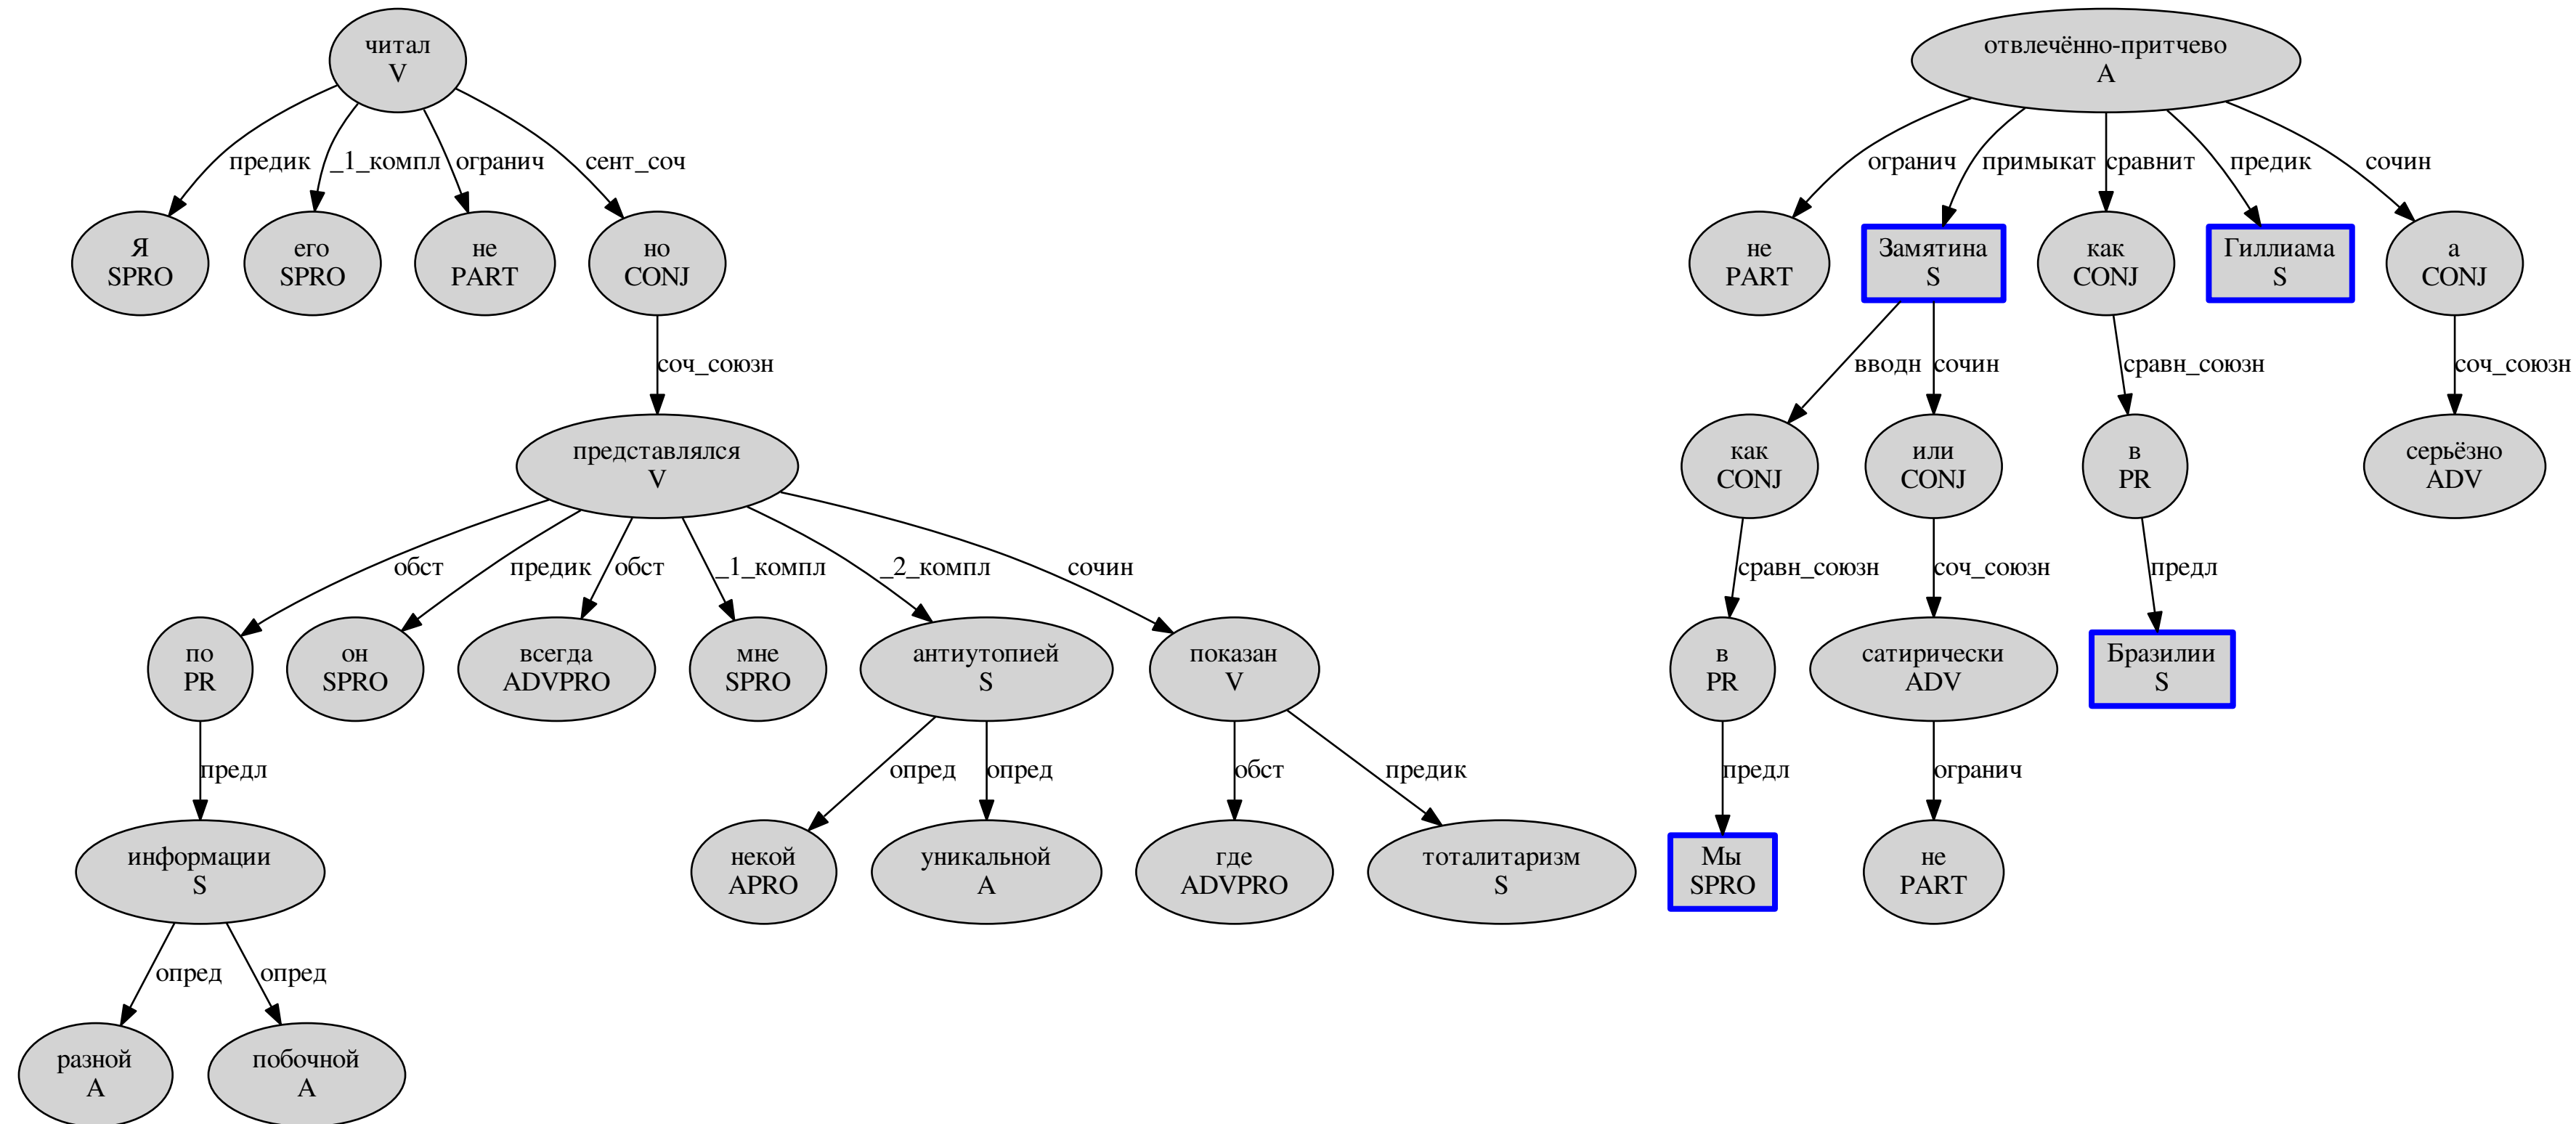 читал
V
отвлечённо-притчево
A
предик
_1_компл
огранич
сент_соч
огранич
примыкат
сравнит
предик
сочин
Я
SPRO
его
SPRO
не
PART
но
CONJ
не
PART
Замятина
S
как
CONJ
Гиллиама
S
а
CONJ
соч_союзн
вводн
сочин
сравн_союзн
соч_союзн
представлялся
V
как
CONJ
или
CONJ
в
PR
серьёзно
ADV
обст
предик
обст
_1_компл
_2_компл
сочин
сравн_союзн
соч_союзн
предл
по
PR
он
SPRO
всегда
ADVPRO
мне
SPRO
антиутопией
S
показан
V
в
PR
сатирически
ADV
Бразилии
S
предл
опред
опред
обст
предик
предл
огранич
информации
S
некой
APRO
уникальной
A
где
ADVPRO
тоталитаризм
S
Мы
SPRO
не
PART
опред
опред
разной
A
побочной
A